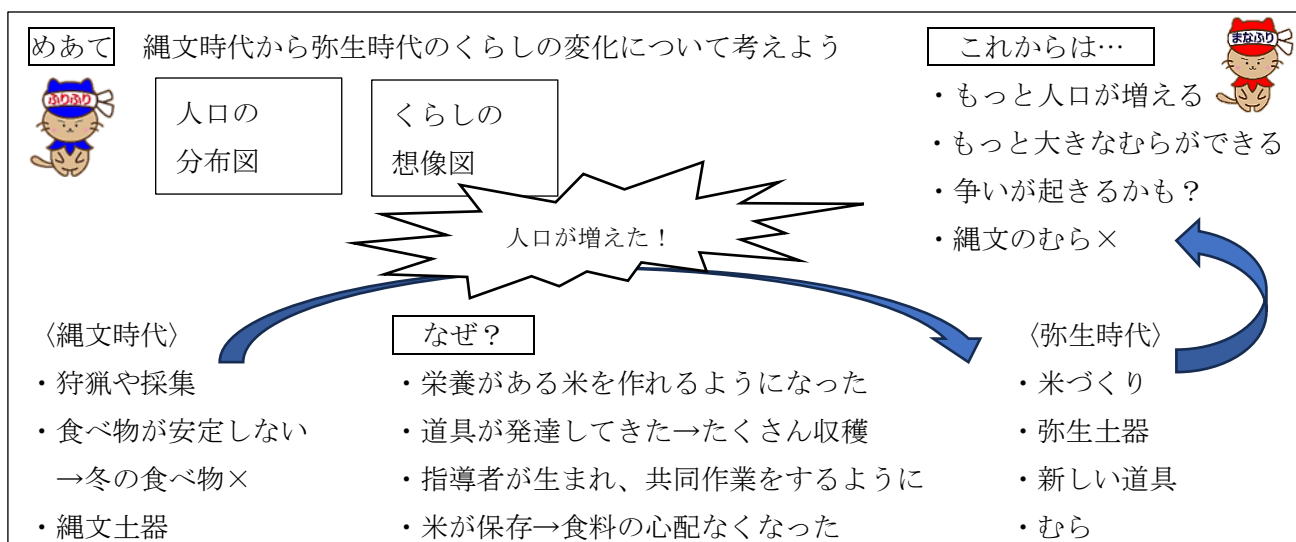 めあて 縄文時代から弥生時代のくらしの変化について考えよう
ふりふり
人口の
分布図
くらしの
想像図
人口が増えた！
これからは…
まなふり
・もっと人口が増える
・もっと大きなむらができる
・争いが起きるかも？
・縄文のむら×
〈縄文時代〉
・狩猟や採集
・食べ物が安定しない
→冬の食べ物×
・縄文土器
なぜ？
・栄養がある米を作れるようになった
・道具が発達してきた→たくさん収穫
・指導者が生まれ、共同作業をするように
・米が保存→食料の心配なくなった
〈弥生時代〉
・米づくり
・弥生土器
・新しい道具
・むら